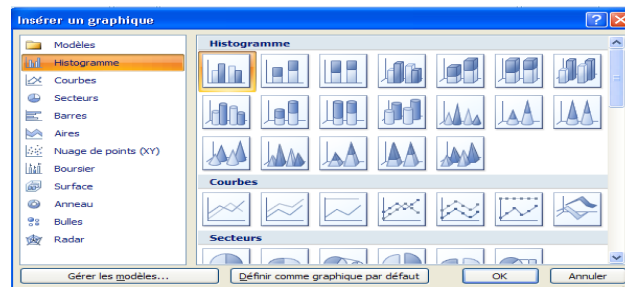 Insérer un graphique
Modèles
Histogramme
Courbes
Secteurs
Barres
Aires
Nuage de points (XY)
Boursier
Surface
Anneau
Bulles
Radar
Histogramme
Courbes
Secteurs
Gérer les modèles...
Définir comme graphique par défaut
OK
Annuler